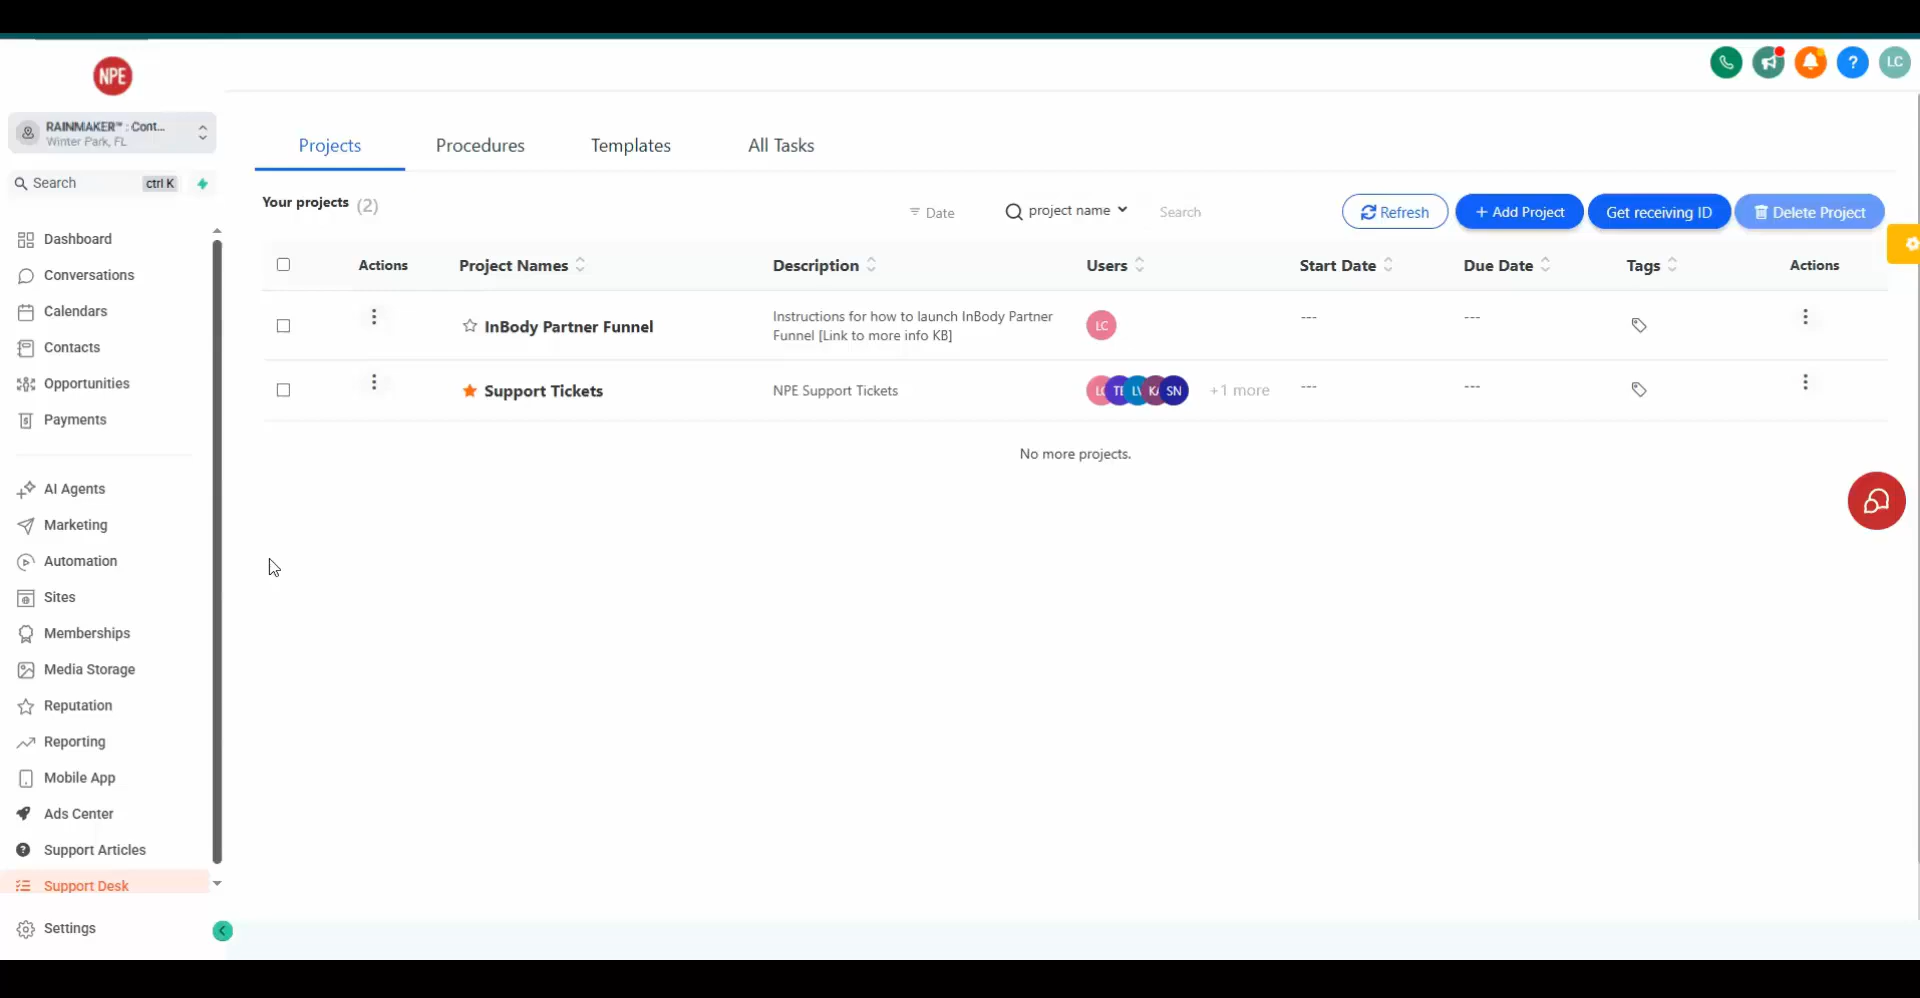 NPE
RAINMAKER™ : Cont...
Winter Park, FL
Search
ctrl K
Dashboard
Conversations
Calendars
Contacts
Opportunities
Payments
AI Agents
Marketing
Automation
Sites
Memberships
Media Storage
Reputation
Reporting
Mobile App
Ads Center
Support Articles
Support Desk
Settings
LC
Projects
Procedures
Templates
All Tasks
Your projects (2)
Date
project name
Search
Refresh
+ Add Project
Get receiving ID
Delete Project
Actions
Project Names
Description
Users
Start Date
Due Date
Tags
Actions
InBody Partner Funnel
Instructions for how to launch InBody Partner
Funnel [Link to more info KB]
LC
---
---
Support Tickets
NPE Support Tickets
SN
+1 more
---
---
No more projects.